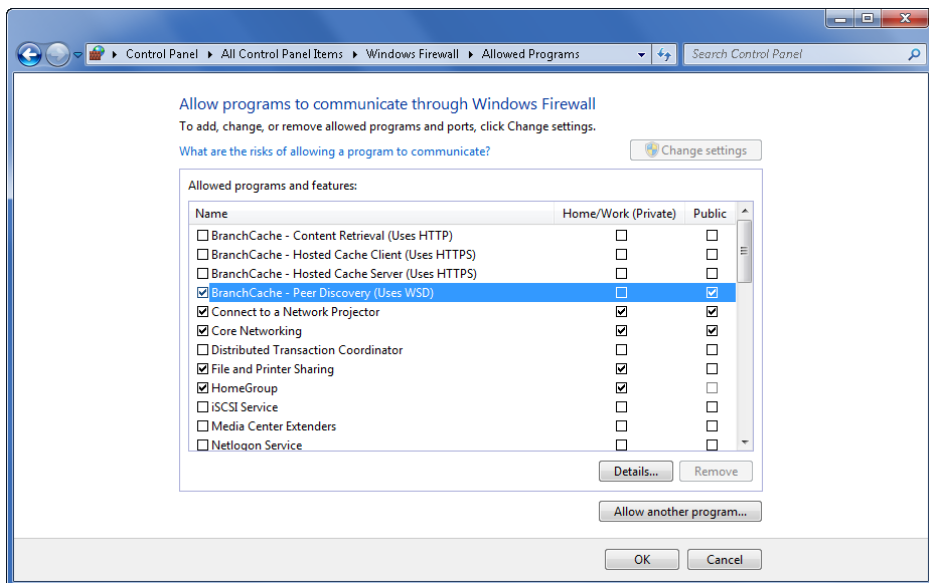 Control Panel ▸ All Control Panel Items ▸ Windows Firewall ▸ Allowed Programs
Search Control Panel
Allow programs to communicate through Windows Firewall
To add, change, or remove allowed programs and ports, click Change settings.
What are the risks of allowing a program to communicate?
Change settings
Allowed programs and features:
Name Home/Work (Private) Public
BranchCache - Content Retrieval (Uses HTTP)
BranchCache - Hosted Cache Client (Uses HTTPS)
BranchCache - Hosted Cache Server (Uses HTTPS)
BranchCache - Peer Discovery (Uses WSD)
Connect to a Network Projector
Core Networking
Distributed Transaction Coordinator
File and Printer Sharing
HomeGroup
iSCSI Service
Media Center Extenders
Netlogon Service
Details... Remove
Allow another program...
OK Cancel